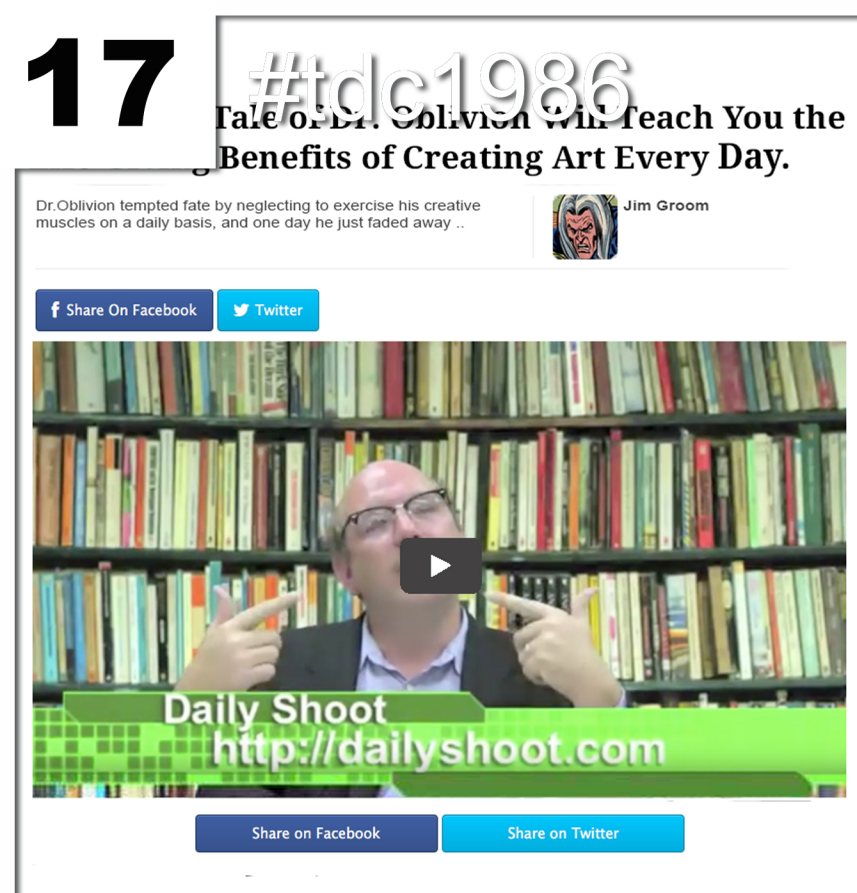 17
#tdc1986
Tale of Dr. Oblivion Will Teach You the
Benefits of Creating Art Every Day.
Dr.Oblivion tempted fate by neglecting to exercise his creative
muscles on a daily basis, and one day he just faded away ..
Jim Groom
Share On Facebook
Twitter
Daily Shoot
http://dailyshoot.com
Share on Facebook
Share on Twitter